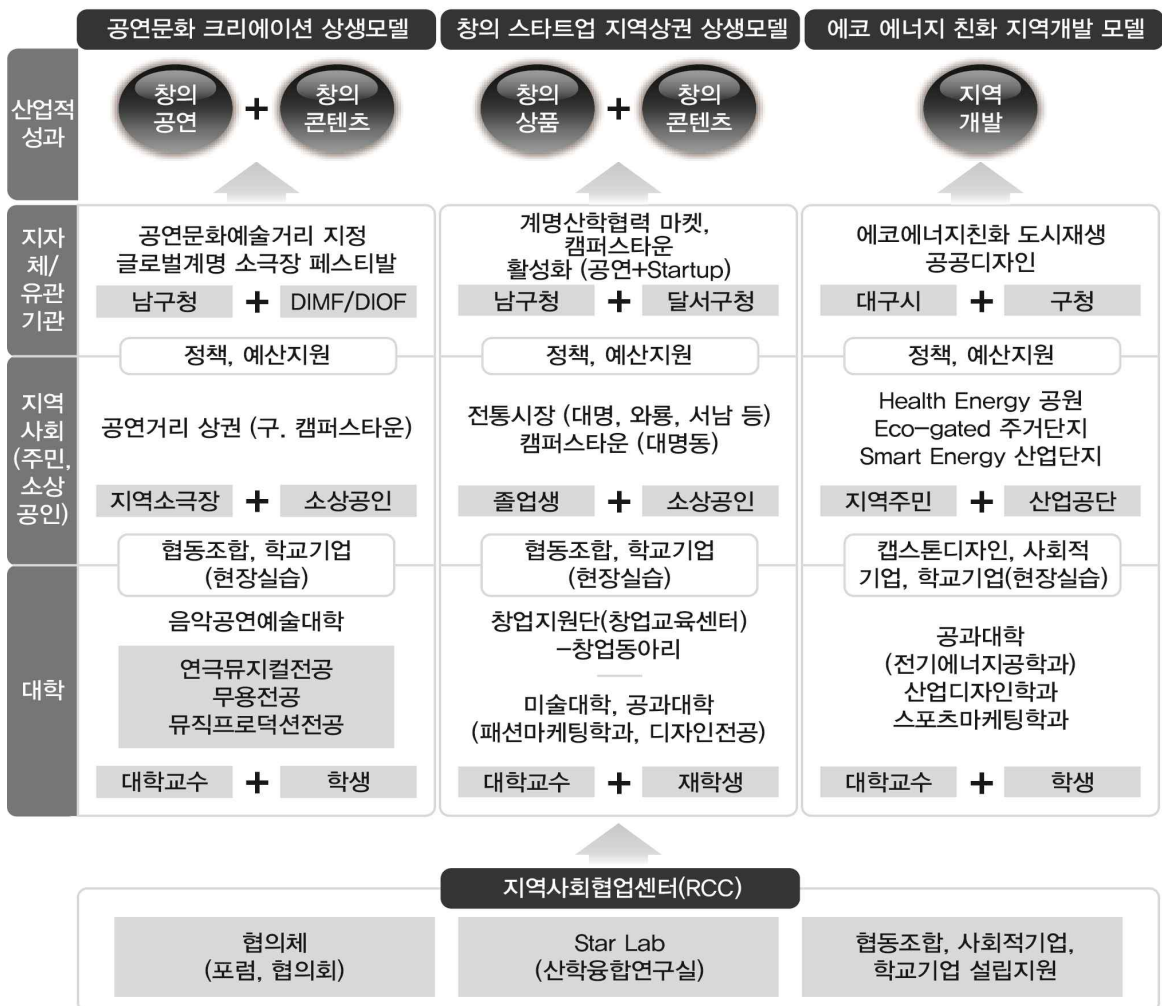 공연문화 크리에이션 상생모델
창의 스타트업 지역상권 상생모델
에코 에너지 친화 지역개발 모델
산업적
성과
창의
공연
+
창의
콘텐츠
창의
상품
+
창의
콘텐츠
지역
개발
지자
체/
유관
기관
공연문화예술거리 지정
글로벌계명 소극장 페스티발
남구청 + DIMF/DIOF
계명산학협력 마켓,
캠퍼스타운
활성화 (공연+Startup)
남구청 + 달서구청
에코에너지친화 도시재생
공공디자인
대구시 + 구청
정책, 예산지원
정책, 예산지원
정책, 예산지원
지역
사회
(주민,
소상
공인)
공연거리 상권 (구. 캠퍼스타운)
지역소극장 + 소상공인
전통시장 (대명, 와룡, 서남 등)
캠퍼스타운 (대명동)
졸업생 + 소상공인
Health Energy 공원
Eco-gated 주거단지
Smart Energy 산업단지
지역주민 + 산업공단
협동조합, 학교기업
(현장실습)
협동조합, 학교기업
(현장실습)
캡스톤디자인, 사회적
기업, 학교기업(현장실습)
대학
음악공연예술대학
연극뮤지컬전공
무용전공
뮤직프로덕션전공
대학교수 + 학생
창업지원단(창업교육센터)
-창업동아리
미술대학, 공과대학
(패션마케팅학과, 디자인전공)
대학교수 + 재학생
공과대학
(전기에너지공학과)
산업디자인학과
스포츠마케팅학과
대학교수 + 학생
지역사회협업센터(RCC)
협의체
(포럼, 협의회)
Star Lab
(산학융합연구실)
협동조합, 사회적기업,
학교기업 설립지원